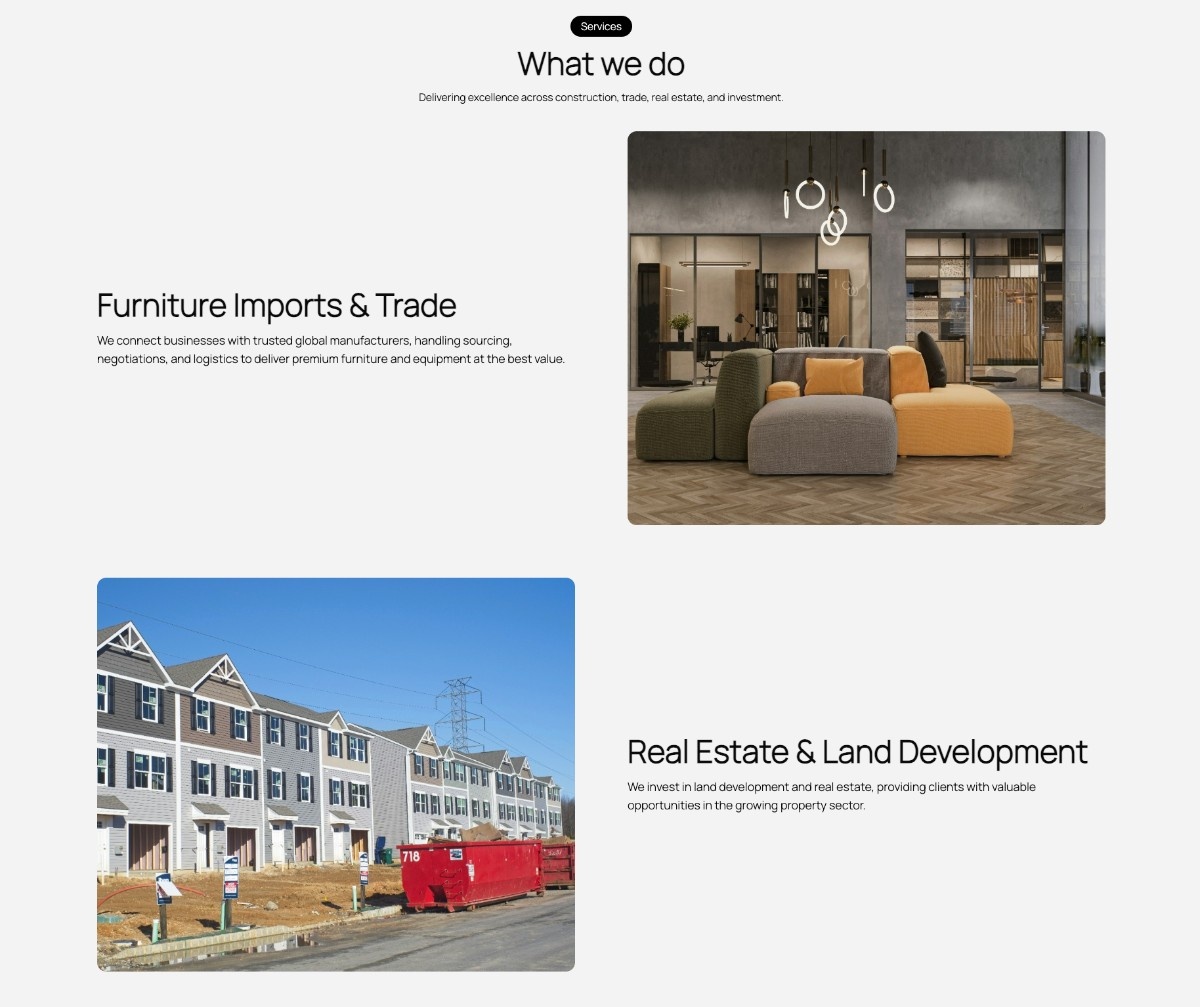 Services
What we do
Delivering excellence across construction, trade, real estate, and investment.
Furniture Imports & Trade
We connect businesses with trusted global manufacturers, handling sourcing,
negotiations, and logistics to deliver premium furniture and equipment at the best value.
718
Real Estate & Land Development
We invest in land development and real estate, providing clients with valuable
opportunities in the growing property sector.